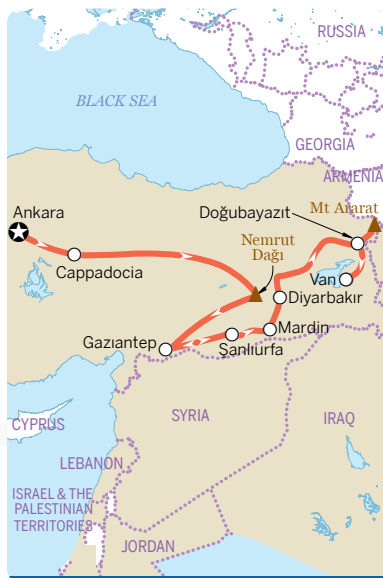 RUSSIA
BLACK SEA
GEORGIA
ARMENIA
Ankara
Doğubayazıt
Mt Ararat
Nemrut
Dağı
Cappadocia
Van
Diyarbakır
Mardin
Gazıantep
Şanlıurfa
SYRIA
IRAQ
CYPRUS
LEBANON
ISRAEL & THE
PALESTINIAN
TERRITORIES
JORDAN